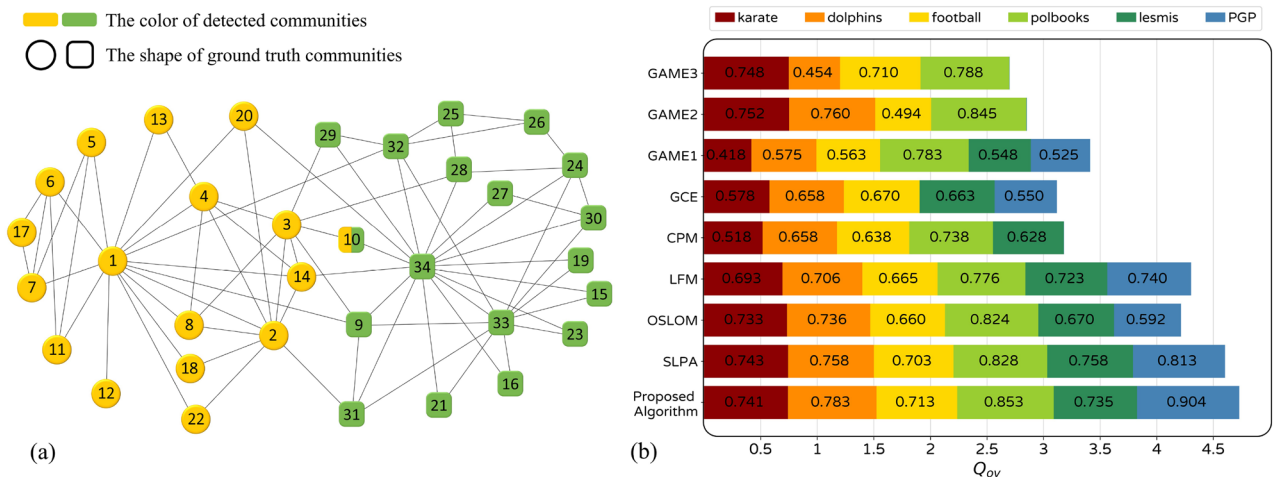 The color of detected communities
The shape of ground truth communities
13
20
5
29
25
26
32
6
28
24
4
27
17
3
10
30
1
34
19
7
14
15
8
9
33
23
2
11
18
16
12
21
31
22
(a)
karate dolphins football polbooks lesmis PGP
GAME3 0.748 0.454 0.710 0.788
GAME2 0.752 0.760 0.494 0.845
GAME1 0.418 0.575 0.563 0.783 0.548 0.525
GCE 0.578 0.658 0.670 0.663 0.550
CPM 0.518 0.658 0.638 0.738 0.628
LFM 0.693 0.706 0.665 0.776 0.723 0.740
OSLOM 0.733 0.736 0.660 0.824 0.670 0.592
SLPA 0.743 0.758 0.703 0.828 0.758 0.813
Proposed
Algorithm 0.741 0.783 0.713 0.853 0.735 0.904
0.5 1 1.5 2 2.5 3 3.5 4 4.5
Qov
(b)